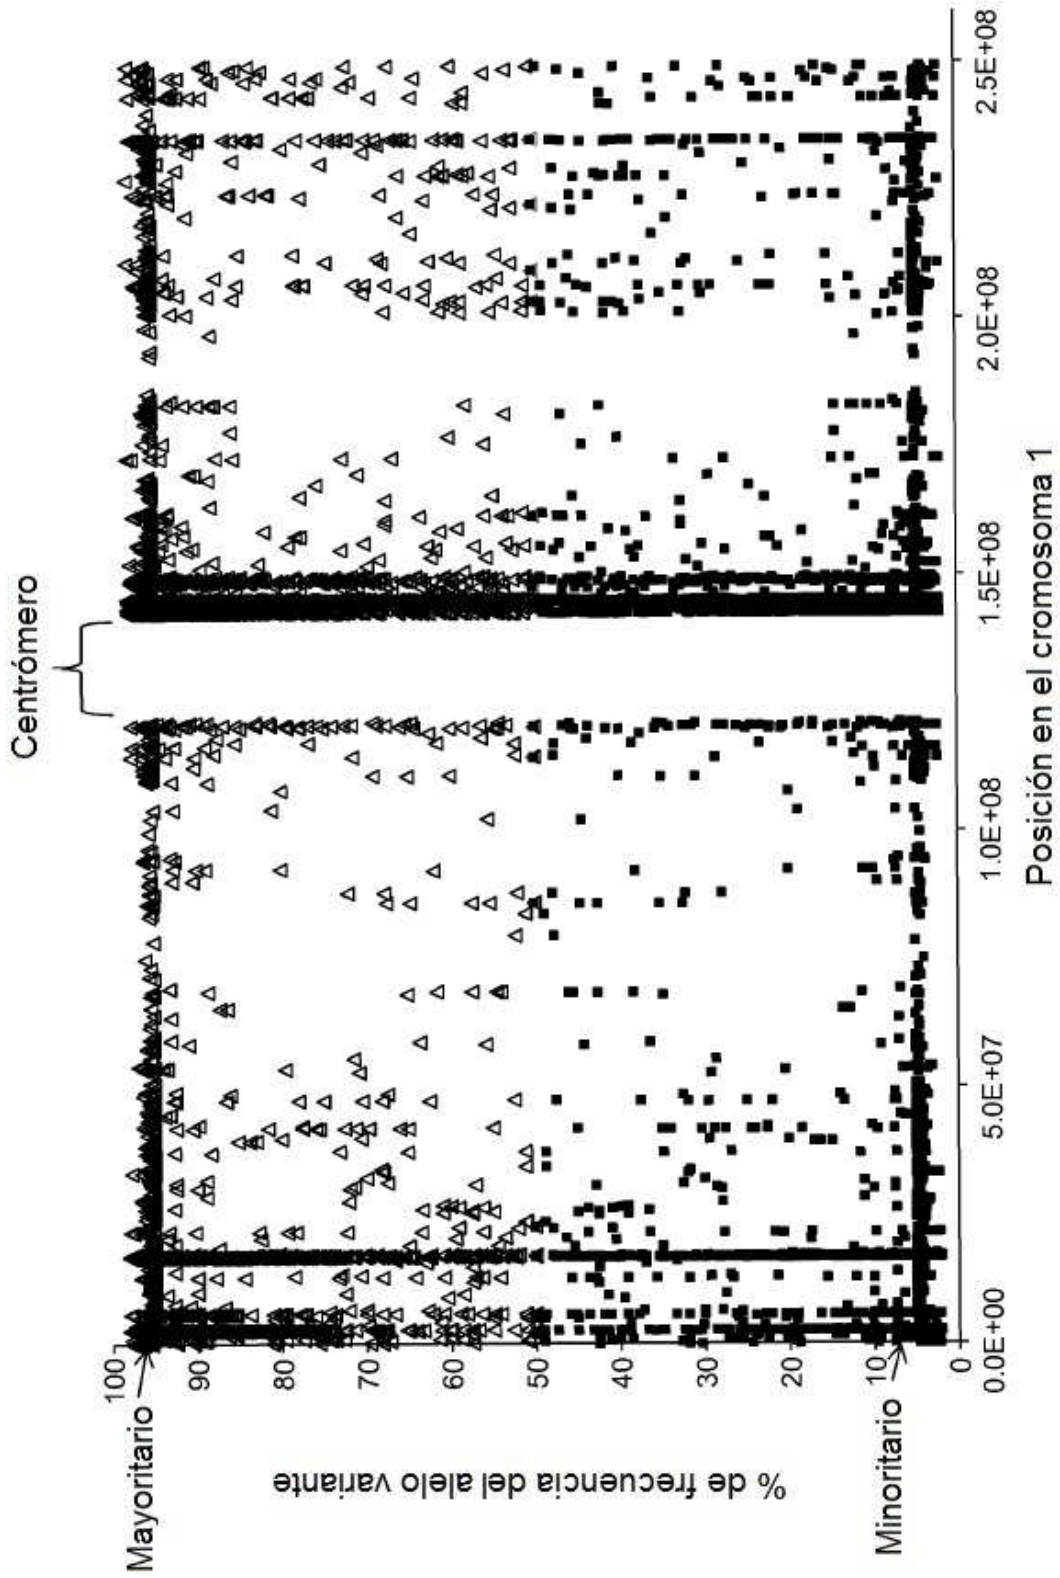 Centrómero
Mayoritario
100
90
80
70
60
50
40
30
20
10
0
Minoritario
% de frecuencia del alelo variante
0.0E+00
5.0E+07
1.0E+08
1.5E+08
2.0E+08
2.5E+08
Posición en el cromosoma 1